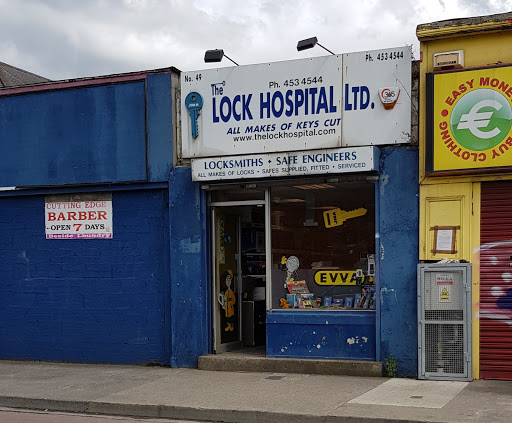 No. 49
Ph. 453 4544
Ph. 453 4544
The
LOCK HOSPITAL LTD.
ALL MAKES OF KEYS CUT
www.thelockhospital.com
LOCKSMITHS • SAFE ENGINEERS
ALL MAKES OF LOCKS • SAFES SUPPLIED, FITTED • SERVICED
CUTTING EDGE
BARBER
- OPEN 7 DAYS
Beside Laundry
EVVA
EASY MONEY
€
BUY CLOTHING